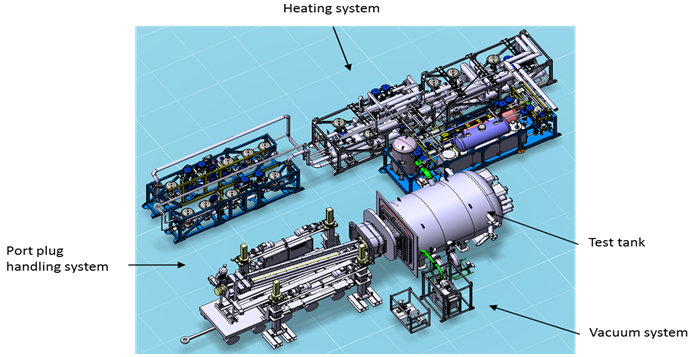 Heating system
Test tank
Port plug
handling system
Vacuum system